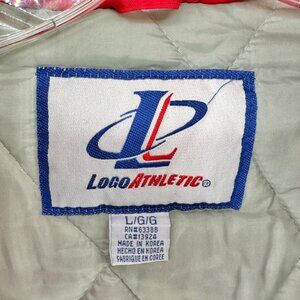 LOGO ATHLETIC®
L/G/G
RN#63388
CA#13924
MADE IN KOREA
HECHO EN KOREA
FABRIQUE EN COREE